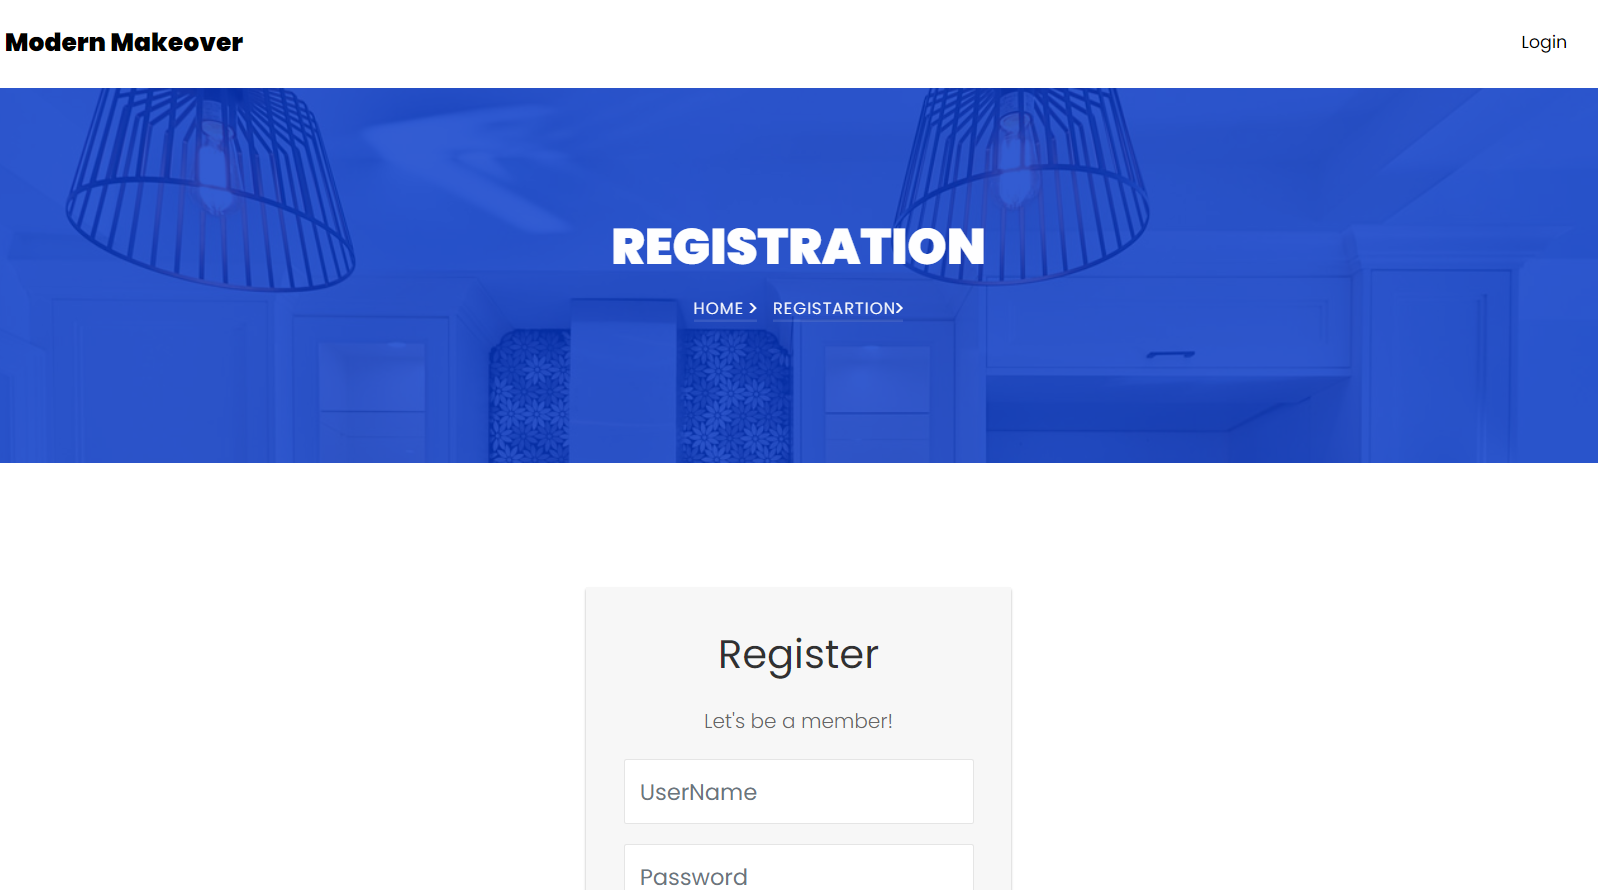 Modern Makeover
Login
REGISTRATION
HOME > REGISTARTION>
Register
Let's be a member!
UserName
Password